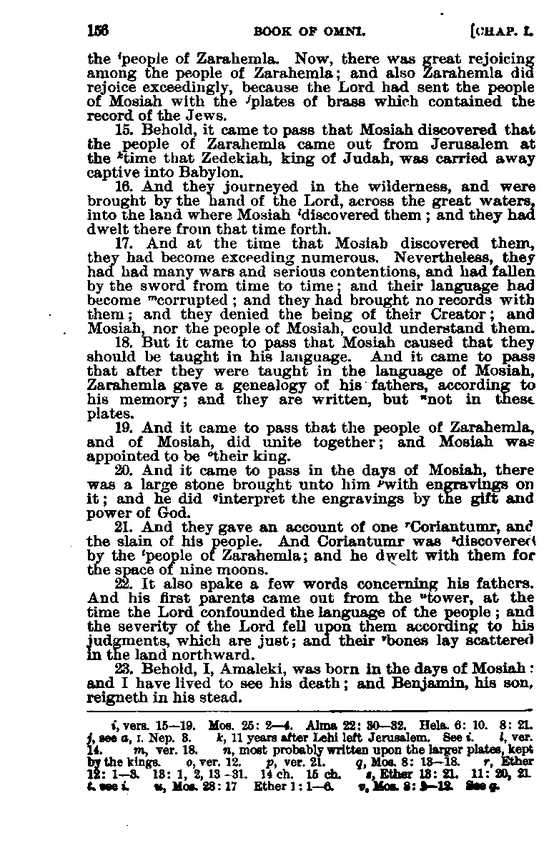 156 BOOK OF OMNI. [CHAP. I.
the ⁱpeople of Zarahemla. Now, there was great rejoicing
among the people of Zarahemla; and also Zarahemla did
rejoice exceedingly, because the Lord had sent the people
of Mosiah with the ʲplates of brass which contained the
record of the Jews.
15. Behold, it came to pass that Mosiah discovered that
the people of Zarahemla came out from Jerusalem at
the ᵏtime that Zedekiah, king of Judah, was carried away
captive into Babylon.
16. And they journeyed in the wilderness, and were
brought by the hand of the Lord, across the great waters,
into the land where Mosiah ˡdiscovered them; and they had
dwelt there from that time forth.
17. And at the time that Mosiah discovered them,
they had become exceeding numerous. Nevertheless, they
had had many wars and serious contentions, and had fallen
by the sword from time to time; and their language had
become ᵐcorrupted; and they had brought no records with
them; and they denied the being of their Creator; and
Mosiah, nor the people of Mosiah, could understand them.
18. But it came to pass that Mosiah caused that they
should be taught in his language. And it came to pass
that after they were taught in the language of Mosiah,
Zarahemla gave a genealogy of his fathers, according to
his memory; and they are written, but ⁿnot in these
plates.
19. And it came to pass that the people of Zarahemla,
and of Mosiah, did unite together; and Mosiah was
appointed to be ᵒtheir king.
20. And it came to pass in the days of Mosiah, there
was a large stone brought unto him ᵖwith engravings on
it; and he did ᑫinterpret the engravings by the gift and
power of God.
21. And they gave an account of one ʳCoriantumr, and
the slain of his people. And Coriantumr was ˢdiscovered
by the ᵗpeople of Zarahemla; and he dwelt with them for
the space of nine moons.
22. It also spake a few words concerning his fathers.
And his first parents came out from the ᵘtower, at the
time the Lord confounded the language of the people; and
the severity of the Lord fell upon them according to his
judgments, which are just; and their ᵛbones lay scattered
in the land northward.
23. Behold, I, Amaleki, was born in the days of Mosiah:
and I have lived to see his death; and Benjamin, his son,
reigneth in his stead.
i, vers. 15—19. Mos. 25: 2—4. Alma 22: 30—32. Hela. 6: 10. 8: 21.
j, see a, I. Nep. 3. k, 11 years after Lehi left Jerusalem. See i. l, ver.
14. m, ver. 18. n, most probably written upon the larger plates, kept
by the kings. o, ver. 12. p, ver. 21. q, Mos. 8: 13—18. r, Ether
12: 1—3. 13: 1, 2, 13-31. 14 ch. 15 ch. s, Ether 13: 21. 11: 20, 21.
t, see i. u, Mos. 28: 17 Ether 1: 1—6. v, Mos. 8: 8—12. See q.